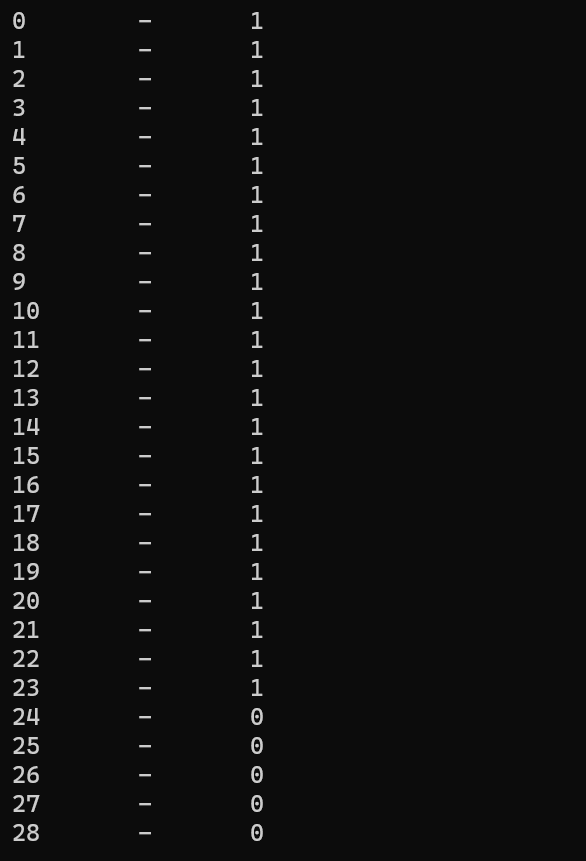 0 - 1
1 - 1
2 - 1
3 - 1
4 - 1
5 - 1
6 - 1
7 - 1
8 - 1
9 - 1
10 - 1
11 - 1
12 - 1
13 - 1
14 - 1
15 - 1
16 - 1
17 - 1
18 - 1
19 - 1
20 - 1
21 - 1
22 - 1
23 - 1
24 - 0
25 - 0
26 - 0
27 - 0
28 - 0